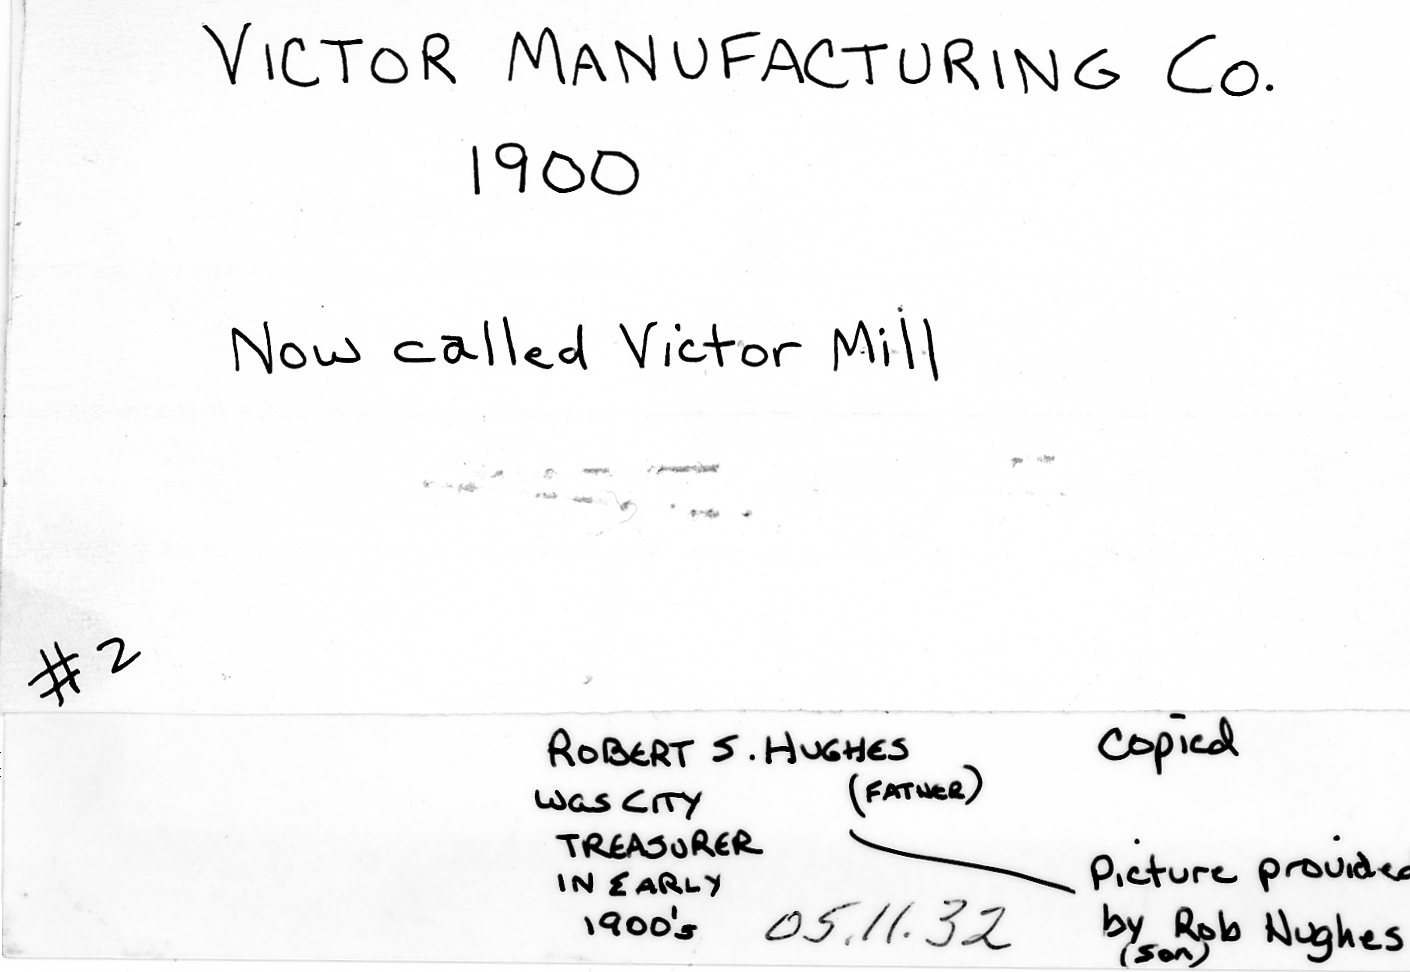 VICTOR MANUFACTURING CO.
1900
Now called Victor Mill
#2
ROBERT S. HUGHES
(FATHER)
WAS CITY
TREASURER
IN EARLY
1900's
05.11.32
Copied
Picture provided
by Rob Hughes
(son)